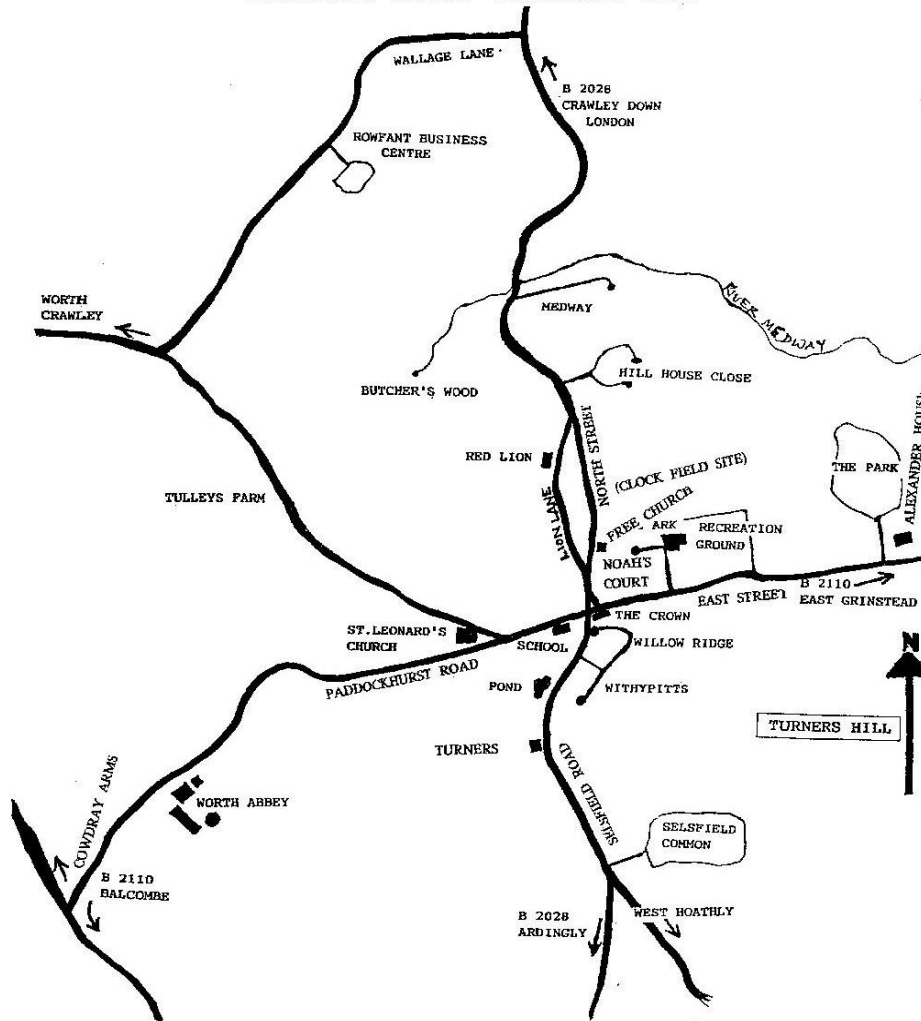 WALLAGE LANE
B 2028
CRAWLEY DOWN
LONDON
ROWFANT BUSINESS
CENTRE
WORTH
CRAWLEY
MEDWAY
RIVER MEDWAY
BUTCHER'S WOOD
HILL HOUSE CLOSE
RED LION
LION LANE
NORTH STREET
(CLOCK FIELD SITE)
FREE CHURCH
THE PARK
TULLEYS FARM
ARK
RECREATION
GROUND
NOAH'S
COURT
EAST STREET
B 2110
EAST GRINSTEAD
ST.LEONARD'S
CHURCH
SCHOOL
THE CROWN
WILLOW RIDGE
PADDOCKHURST ROAD
POND
WITHYPITTS
N
TURNERS HILL
TURNERS
SELSFIELD ROAD
COWDRAY ARMS
WORTH ABBEY
SELSFIELD
COMMON
B 2110
BALCOMBE
B 2028
ARDINGLY
WEST HOATHLY
ALEXANDER